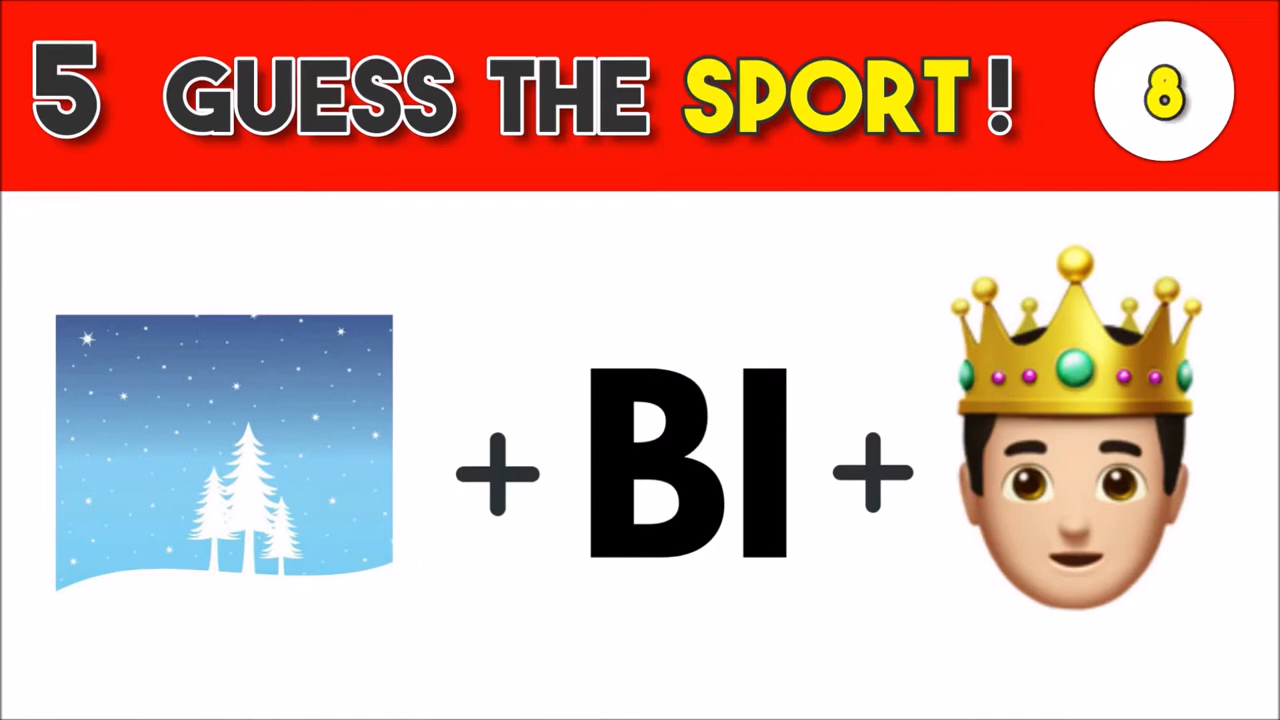 5 GUESS THE SPORT! 8
+ BI +